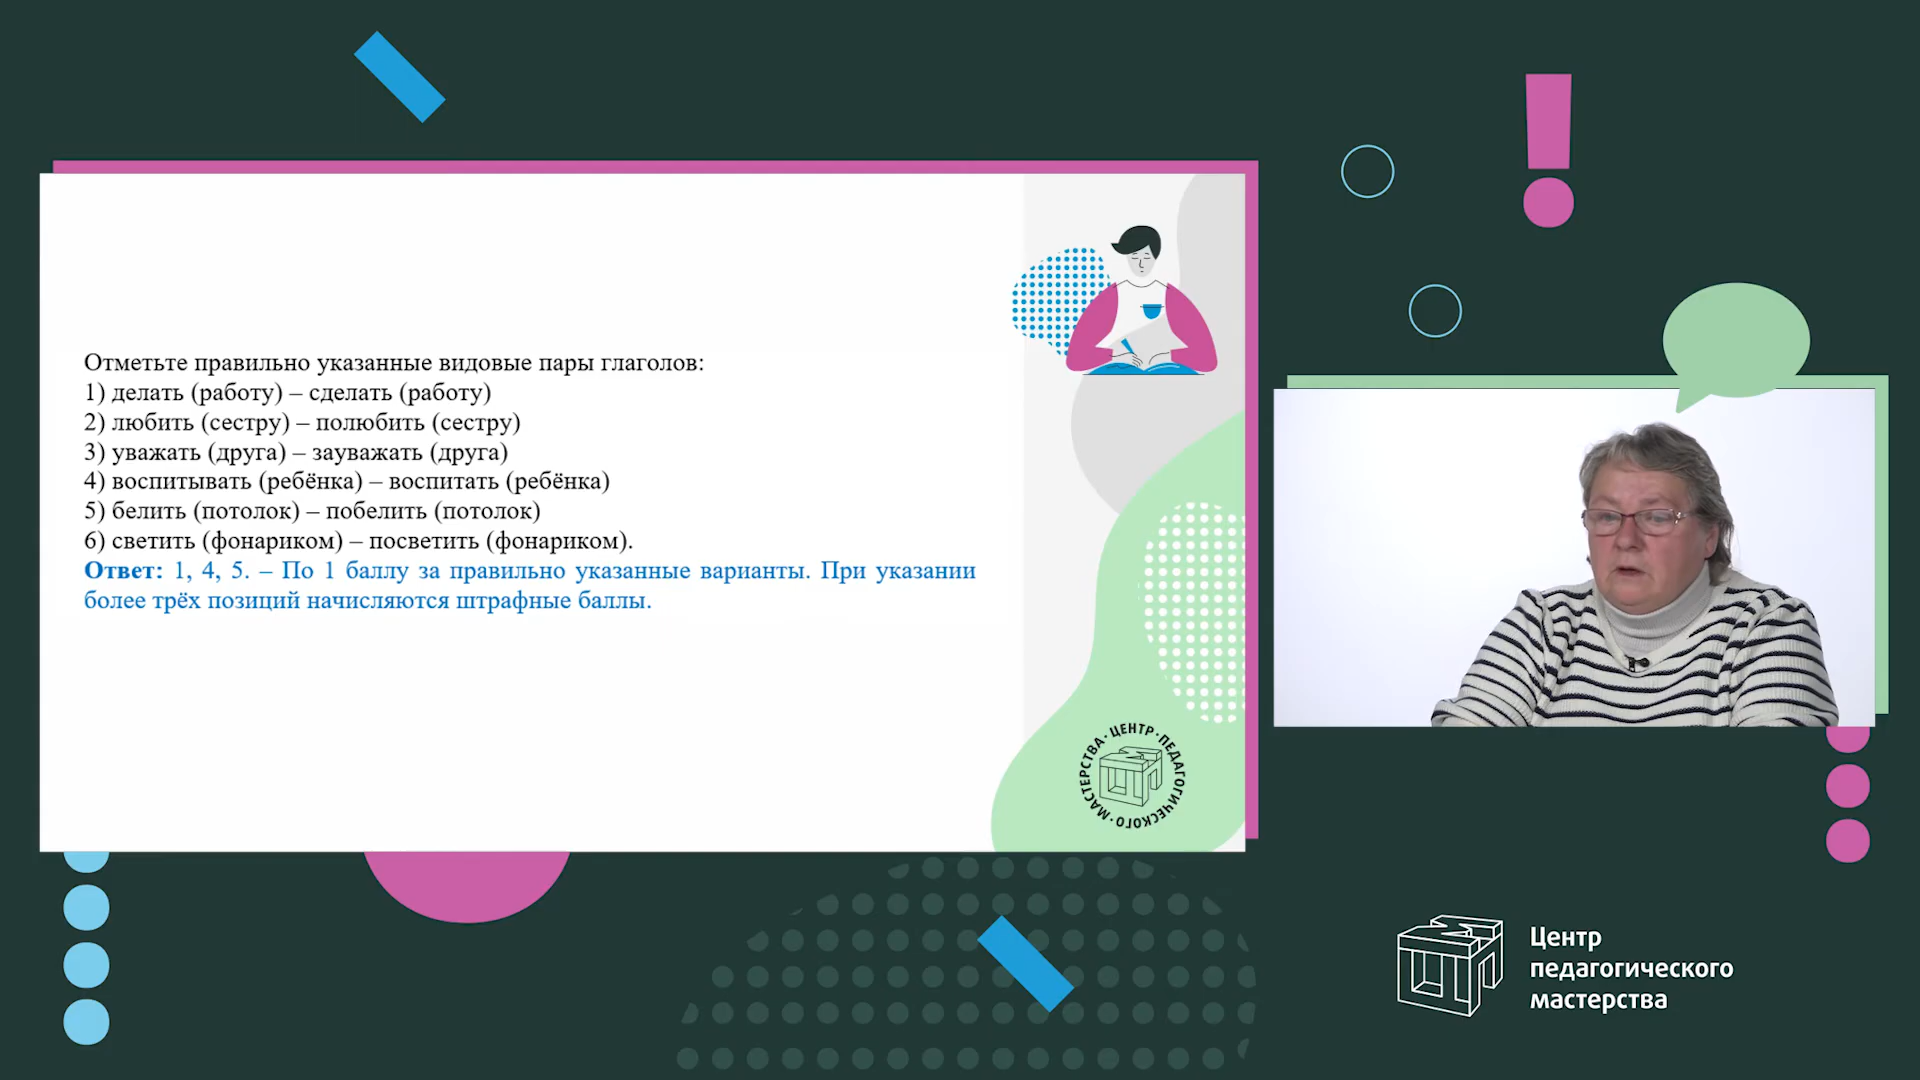 Отметьте правильно указанные видовые пары глаголов:
1) делать (работу) – сделать (работу)
2) любить (сестру) – полюбить (сестру)
3) уважать (друга) – зауважать (друга)
4) воспитывать (ребёнка) – воспитать (ребёнка)
5) белить (потолок) – побелить (потолок)
6) светить (фонариком) – посветить (фонариком).
Ответ: 1, 4, 5. – По 1 баллу за правильно указанные варианты. При указании
более трёх позиций начисляются штрафные баллы.
ЦЕНТР · ПЕДАГОГИЧЕСКОГО · МАСТЕРСТВА ·
Центр
педагогического
мастерства